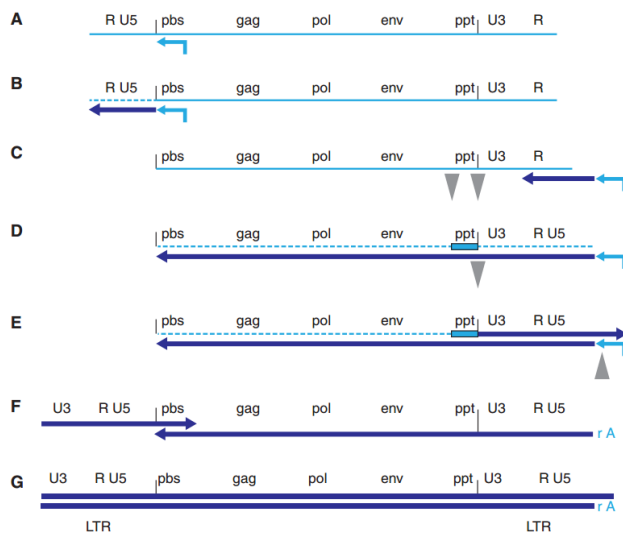 A R U5 pbs gag pol env ppt U3 R
B R U5 pbs gag pol env ppt U3 R
C pbs gag pol env ppt U3 R
D pbs gag pol env ppt U3 R U5
E pbs gag pol env ppt U3 R U5
F U3 R U5 pbs gag pol env ppt U3 R U5
r A
G U3 R U5 pbs gag pol env ppt U3 R U5
r A
LTR LTR